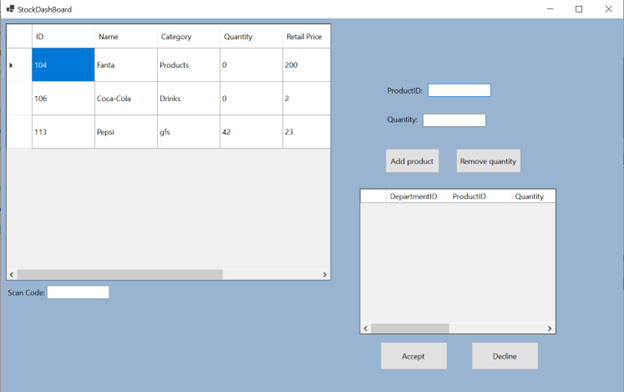 StockDashBoard
ID Name Category Quantity Retail Price
104 Fanta Products 0 200
106 Coca-Cola Drinks 0 2
113 Pepsi gfs 42 23
Scan Code:
ProductID:
Quantity:
Add product Remove quantity
DepartmentID ProductID Quantity
Accept Decline